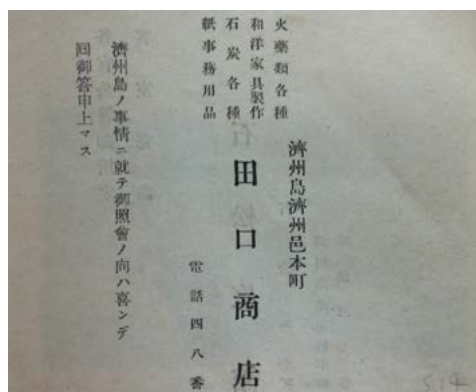 濟州島濟州邑本町
火藥類各種
和洋家具製作
石炭各種
紙事務用品
田口商店
電話四八番
濟州島ノ事情ニ就テ御照會ノ向ハ喜ンデ
回御答申上マス